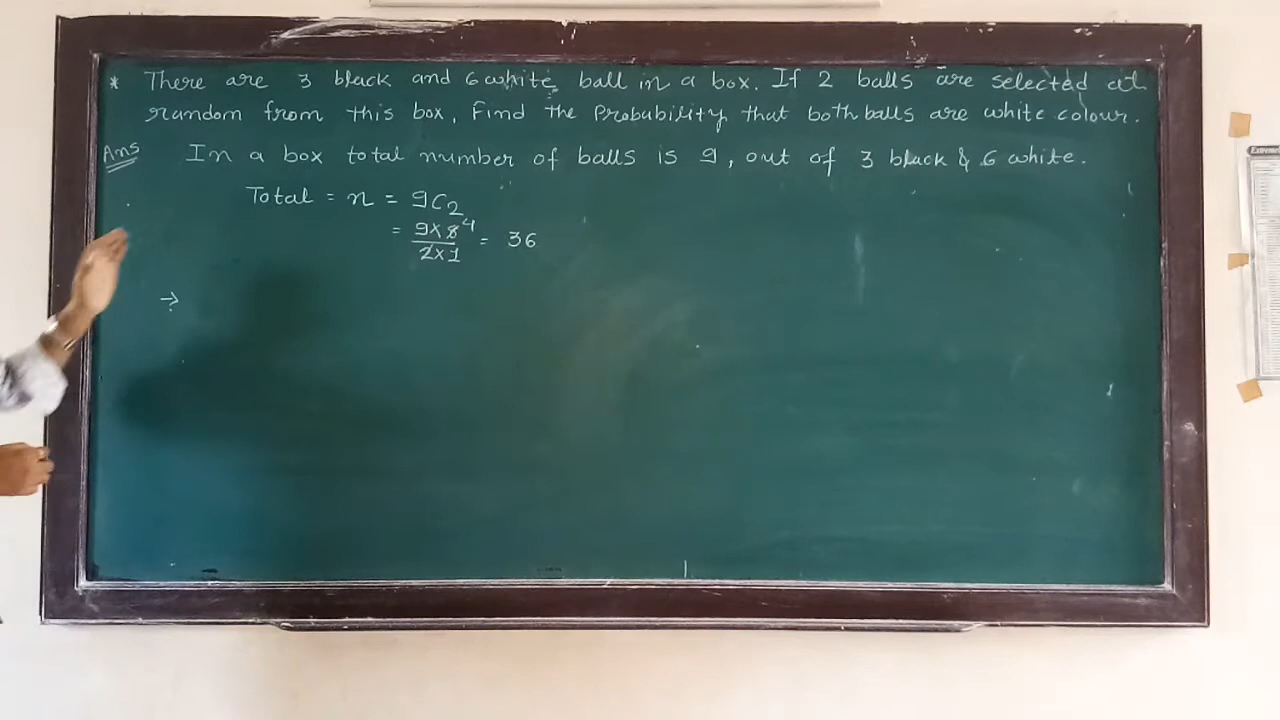 * There are 3 black and 6 white ball in a box. If 2 balls are selected at
random from this box, Find the Probability that both balls are white colour.
Ans In a box total number of balls is 9, out of 3 black & 6 white.
Total = n = 9C2
= 9×8 4 / 2×1 = 36
→
Extreme